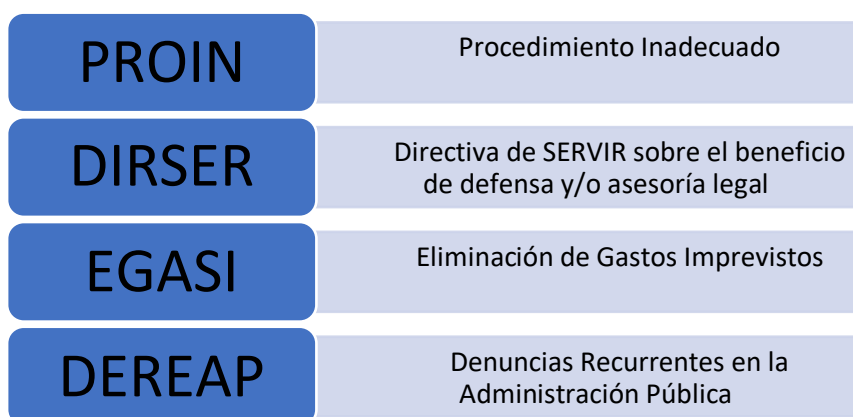 PROIN
Procedimiento Inadecuado
DIRSER
Directiva de SERVIR sobre el beneficio
de defensa y/o asesoría legal
EGASI
Eliminación de Gastos Imprevistos
DEREAP
Denuncias Recurrentes en la
Administración Pública